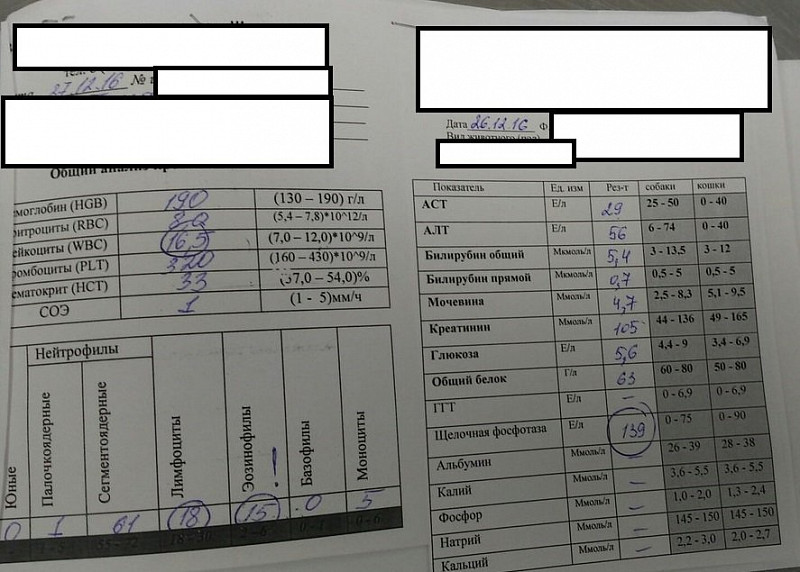 27.12.16 №
Общий анализ
емоглобин (HGB) 190 (130 – 190) г/л
ритроциты (RBC) (5,4 – 7,8)*10^12/л
ейкоциты (WBC) 16,5 (7,0 – 12,0)*10^9/л
ромбоциты (PLT) 320 (160 – 430)*10^9/л
ематокрит (HCT) 33 (37,0 – 54,0)%
СОЭ 1 (1 - 5)мм/ч
Нейтрофилы
Юные
Палочкоядерные
Сегментоядерные
Лимфоциты
Эозинофилы
Базофилы
Моноциты
0 1 61 18 15 0 5
Дата 26.12.16 Ф
Вид животного
Показатель Ед. изм Рез-т собаки кошки
АСТ Е/л 29 25 - 50 0 - 40
АЛТ Е/л 56 6 - 74 0 - 40
Билирубин общий Мкмоль/л 5,4 3 - 13,5 3 - 12
Билирубин прямой Мкмоль/л 0,7 0,5 - 5 0,5 - 5
Мочевина Ммоль/л 4,7 2,5 - 8,3 5,1 - 9,5
Креатинин Ммоль/л 105 44 - 136 49 - 165
Глюкоза Е/л 5,6 4,4 - 9 3,4 - 6,9
Общий белок Г/л 63 60 - 80 50 - 80
ГГТ Е/л — 0 - 6,9 0 - 6,9
Щелочная фосфотаза Е/л 139 0 - 75 0 - 90
Альбумин Ммоль/л — 26 - 39 28 - 38
Калий Ммоль/л — 3,6 - 5,5 3,6 - 5,5
Фосфор Ммоль/л — 1,0 - 2,0 1,3 - 2,4
Натрий Ммоль/л — 145 - 150 145 - 150
Кальций Ммоль/л — 2,2 - 3,0 2,0 - 2,7